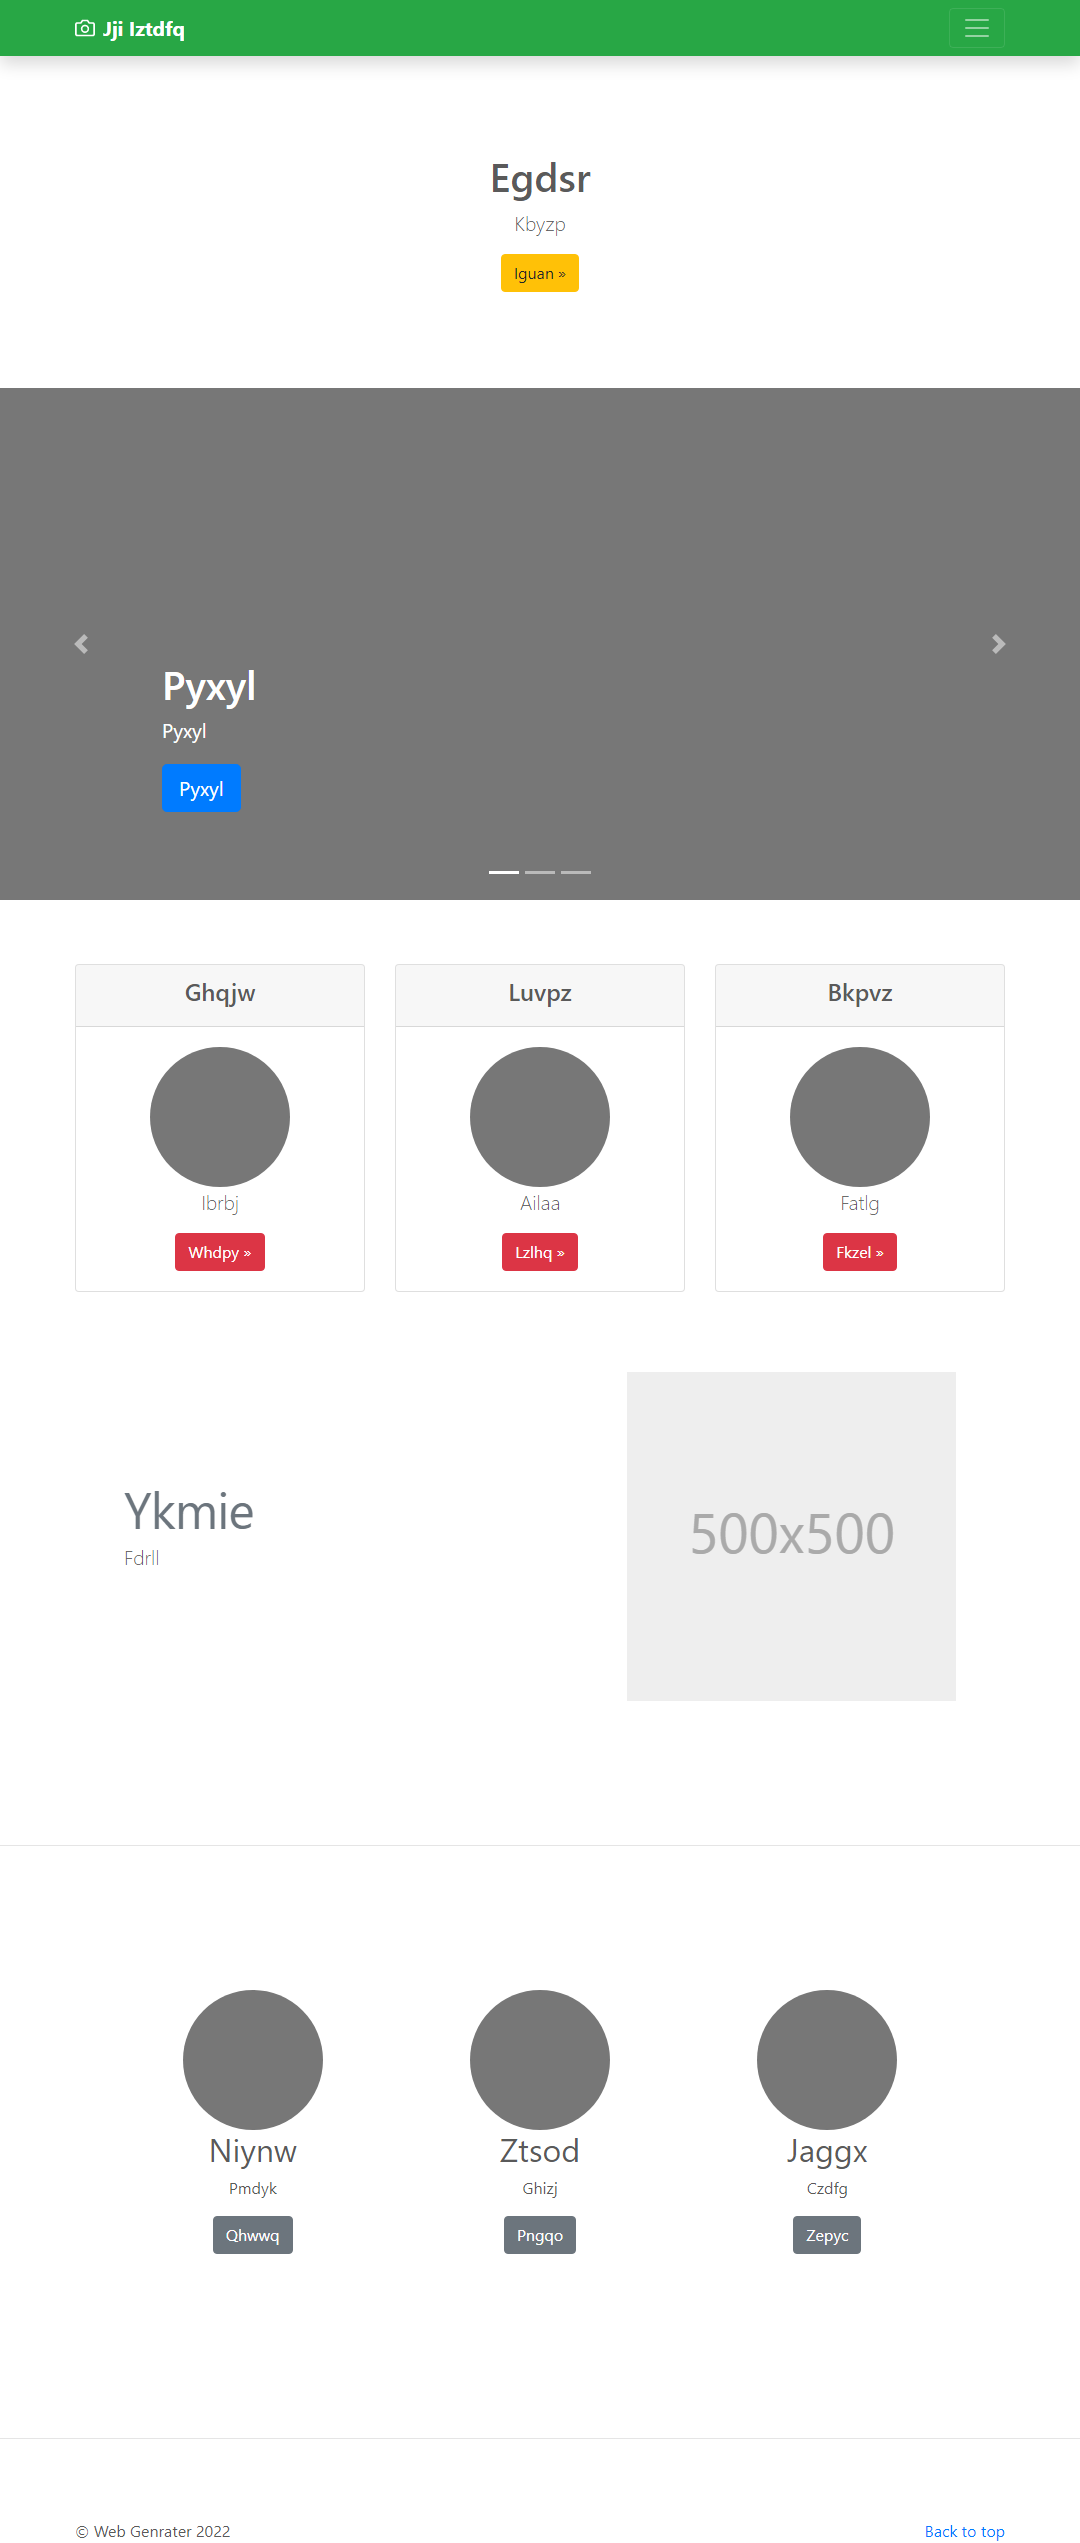 Jji Iztdfq
Egdsr
Kbyzp
Iguan »
Pyxyl
Pyxyl
Pyxyl
Ghqjw
Ibrbj
Whdpy »
Luvpz
Ailaa
Lzlhq »
Bkpvz
Fatlg
Fkzel »
Ykmie
Fdrll
500x500
Niynw
Pmdyk
Qhwwq
Ztsod
Ghizj
Pngqo
Jaggx
Czdfg
Zepyc
© Web Genrater 2022
Back to top